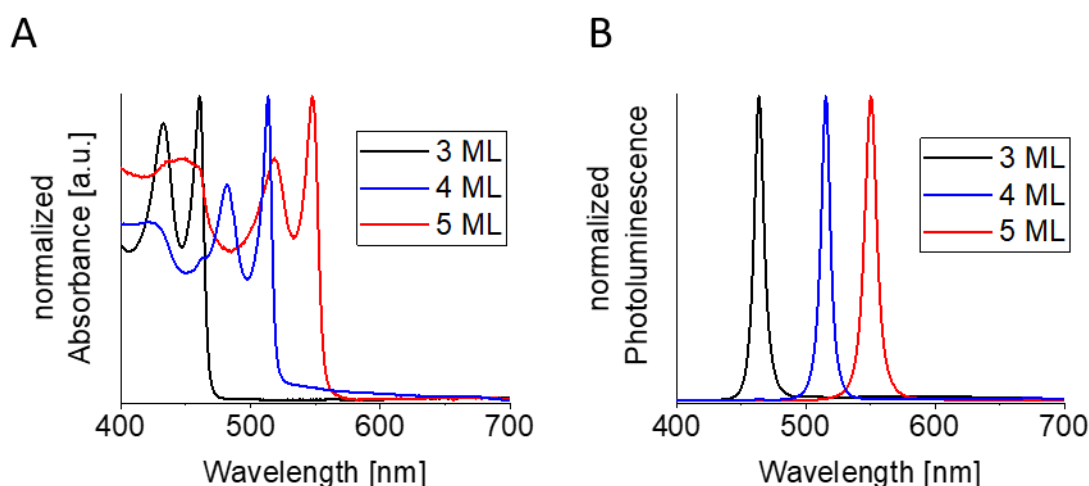 A
normalized
Absorbance [a.u.]
3 ML
4 ML
5 ML
400
500
600
700
Wavelength [nm]
B
normalized
Photoluminescence
3 ML
4 ML
5 ML
400
500
600
700
Wavelength [nm]